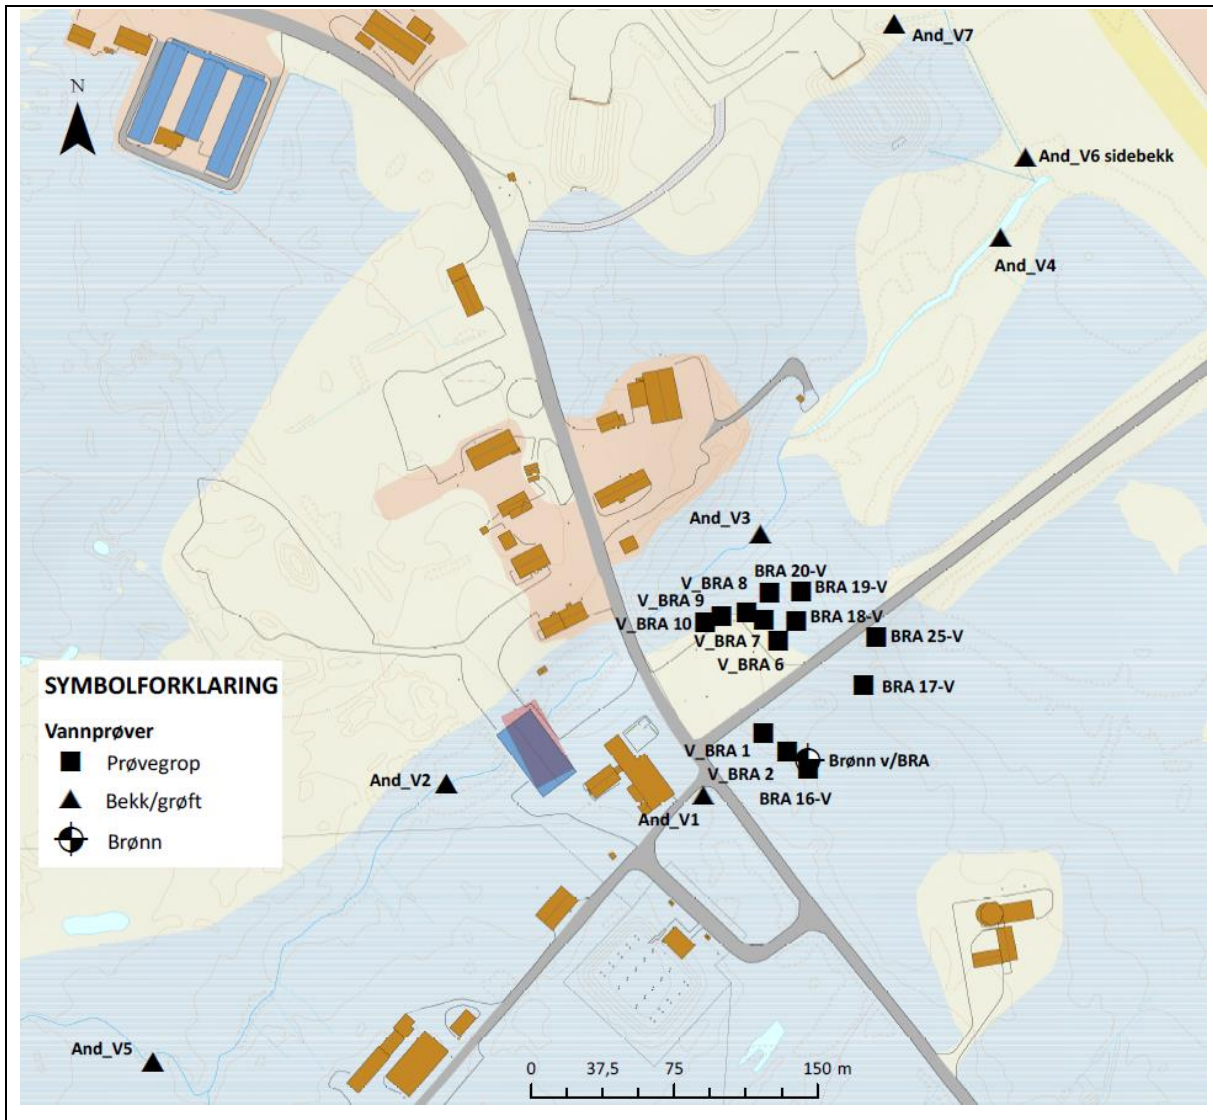 And_V7
N
And_V6 sidebekk
And_V4
And_V3
BRA 20-V
V_BRA 8
BRA 19-V
V_BRA 9
V_BRA 10
BRA 18-V
V_BRA 7
BRA 25-V
V_BRA 6
BRA 17-V
SYMBOLFORKLARING
Vannprøver
Prøvegrop
Bekk/grøft
Brønn
V_BRA 1
Brønn v/BRA
V_BRA 2
And_V2
BRA 16-V
And_V1
And_V5
0 37,5 75 150 m